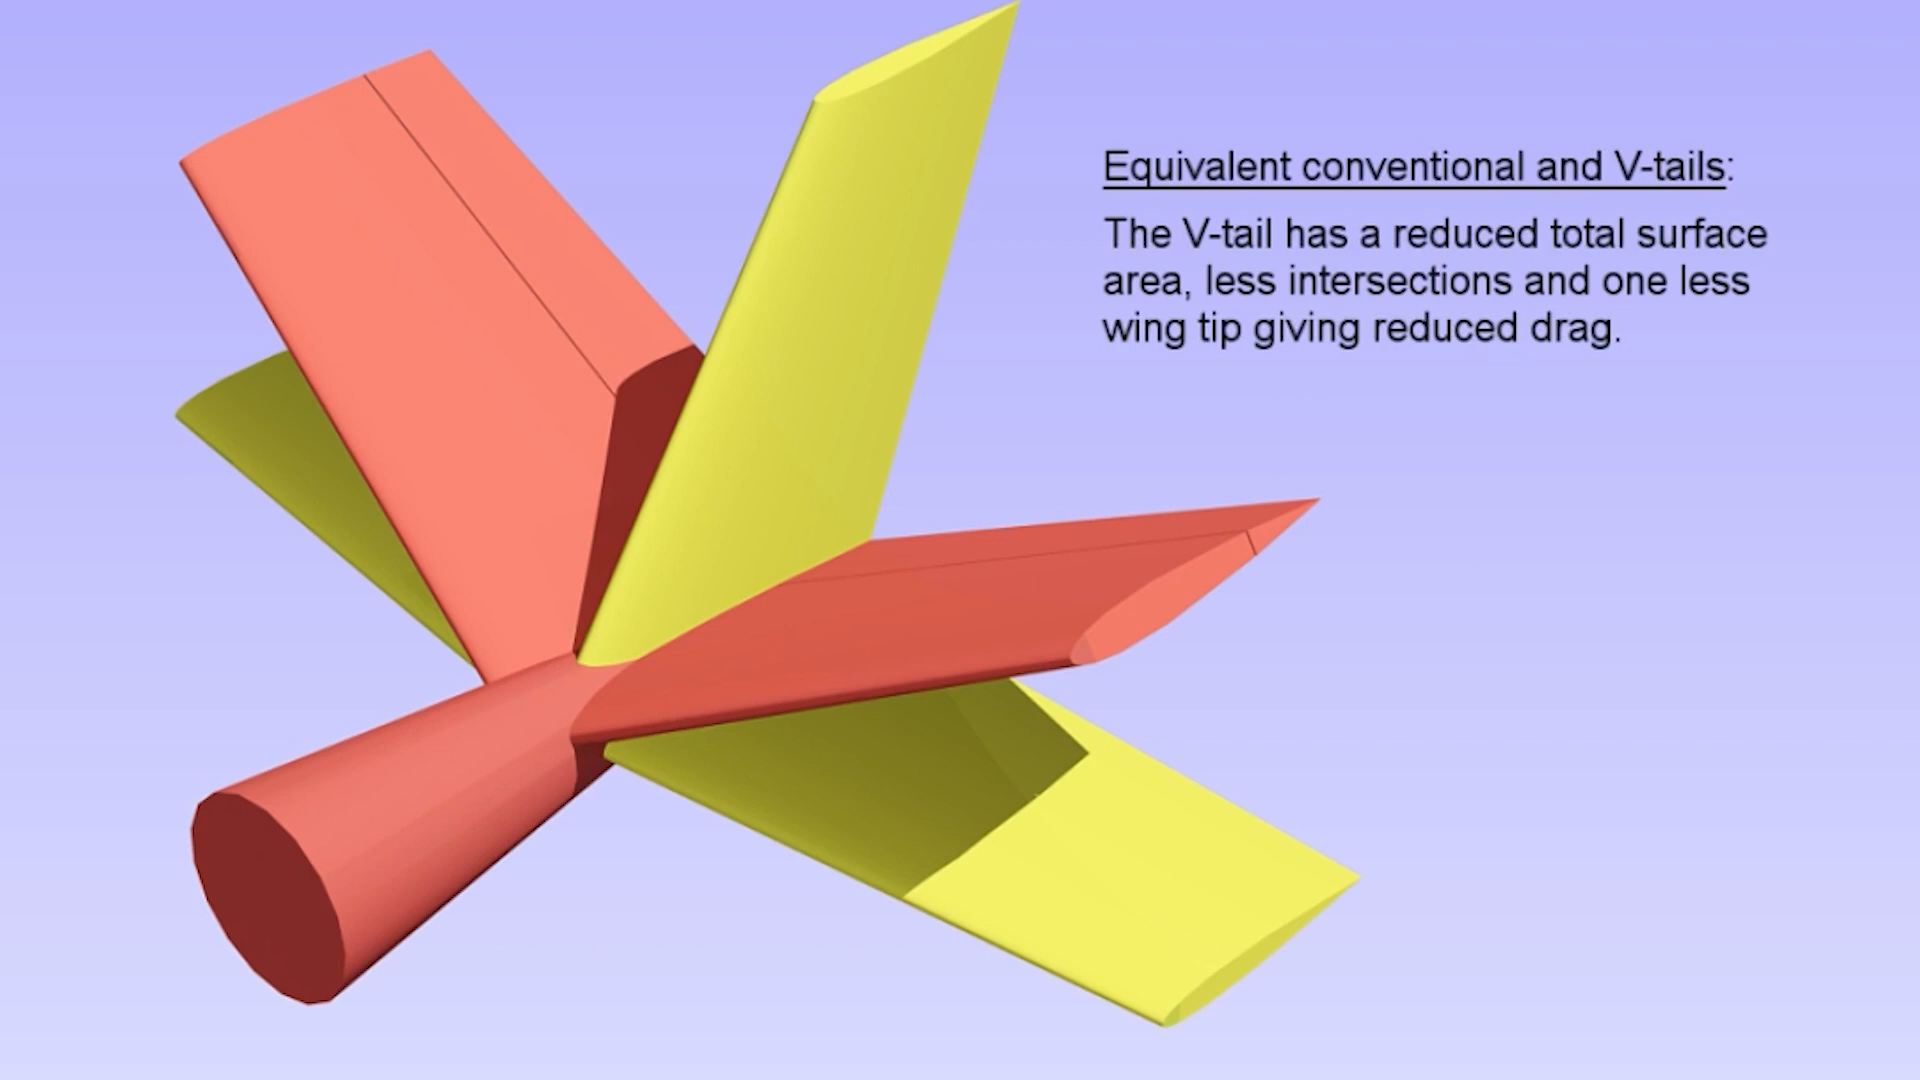 Equivalent conventional and V-tails:
The V-tail has a reduced total surface
area, less intersections and one less
wing tip giving reduced drag.